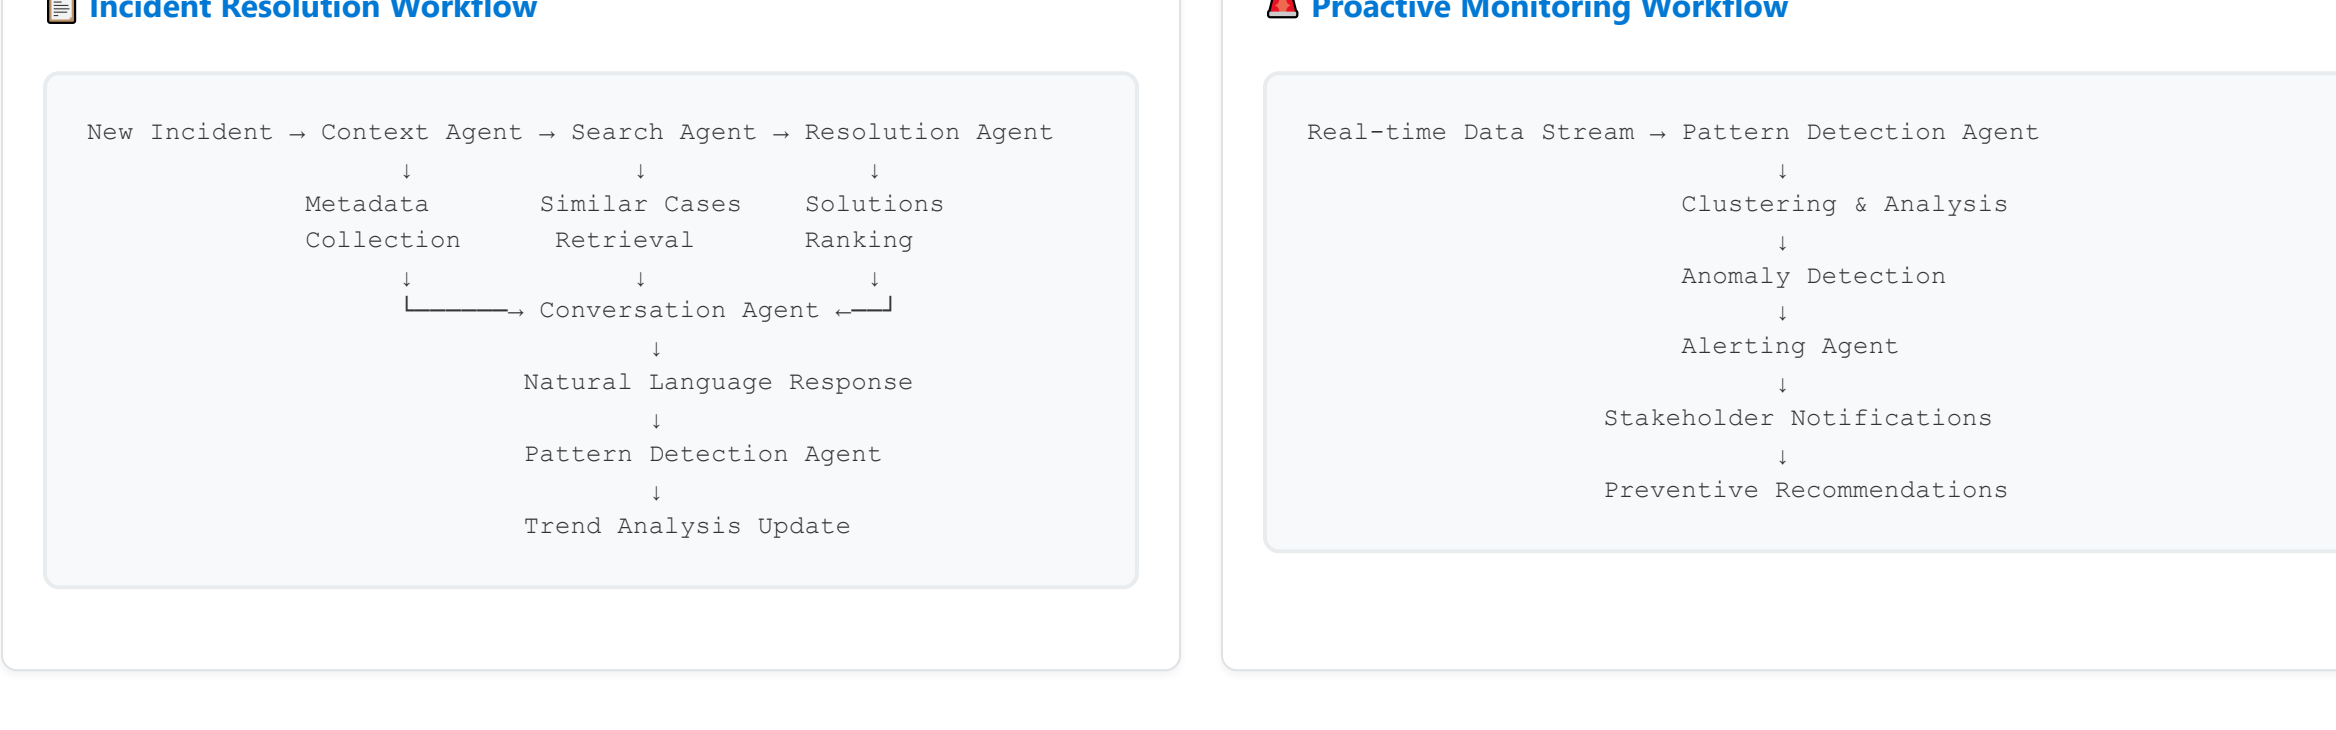 Incident Resolution Workflow
New Incident → Context Agent → Search Agent → Resolution Agent
↓ ↓ ↓
Metadata Similar Cases Solutions
Collection Retrieval Ranking
↓ ↓ ↓
└──────→ Conversation Agent ←──┘
↓
Natural Language Response
↓
Pattern Detection Agent
↓
Trend Analysis Update
Proactive Monitoring Workflow
Real-time Data Stream → Pattern Detection Agent
↓
Clustering & Analysis
↓
Anomaly Detection
↓
Alerting Agent
↓
Stakeholder Notifications
↓
Preventive Recommendations